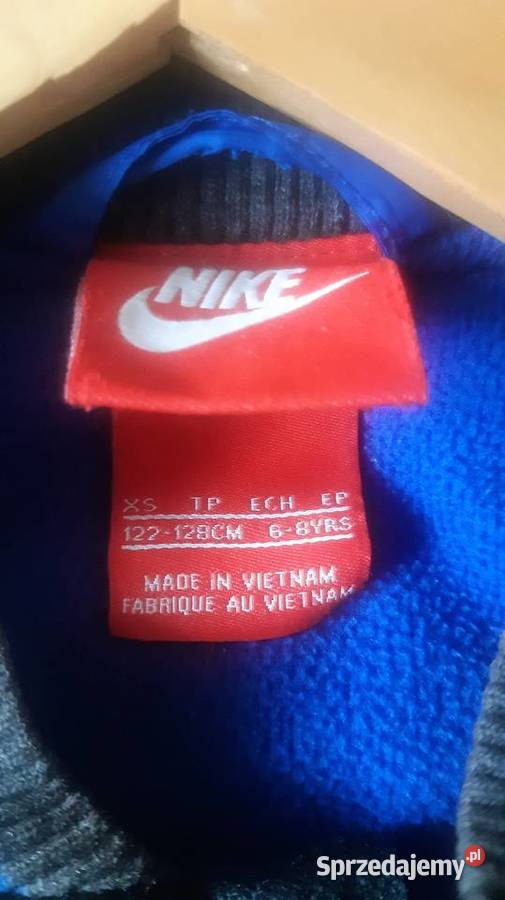 NIKE
XS TP ECH EP
122-128CM 6-8YRS
MADE IN VIETNAM
FABRIQUE AU VIETNAM
Sprzedajemy.pl